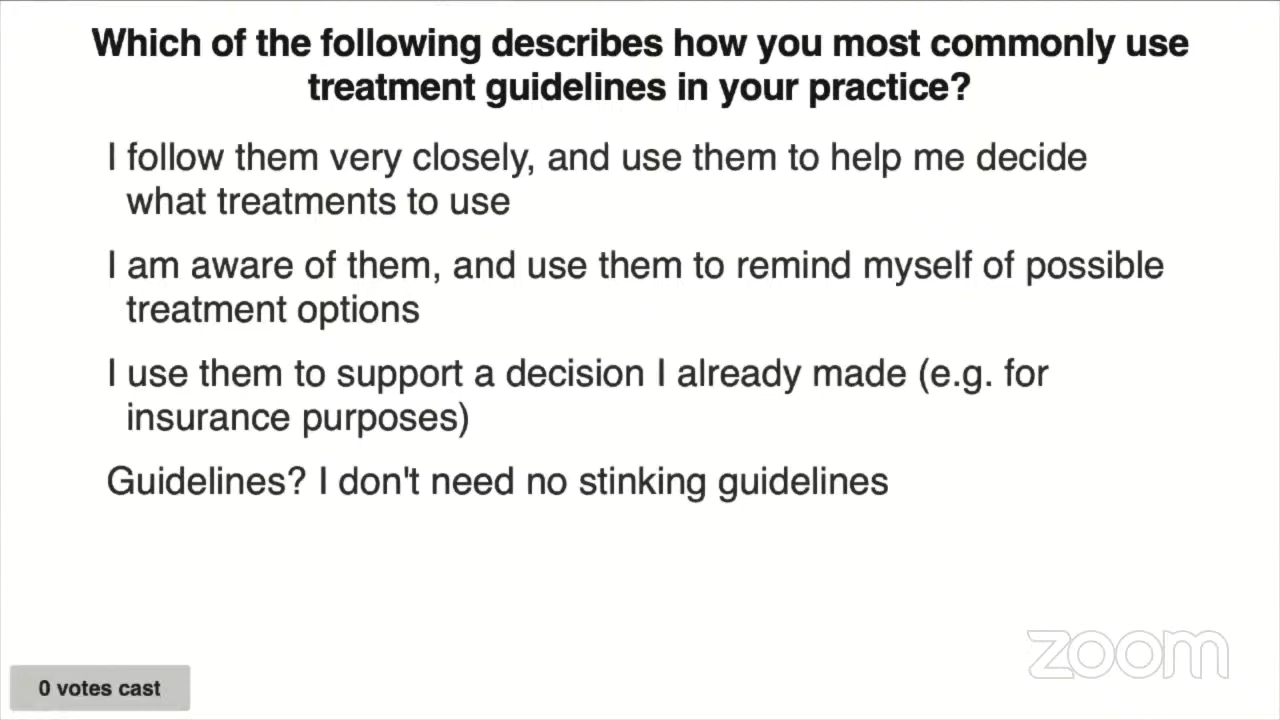 Which of the following describes how you most commonly use
treatment guidelines in your practice?
I follow them very closely, and use them to help me decide
what treatments to use
I am aware of them, and use them to remind myself of possible
treatment options
I use them to support a decision I already made (e.g. for
insurance purposes)
Guidelines? I don't need no stinking guidelines
zoom
0 votes cast